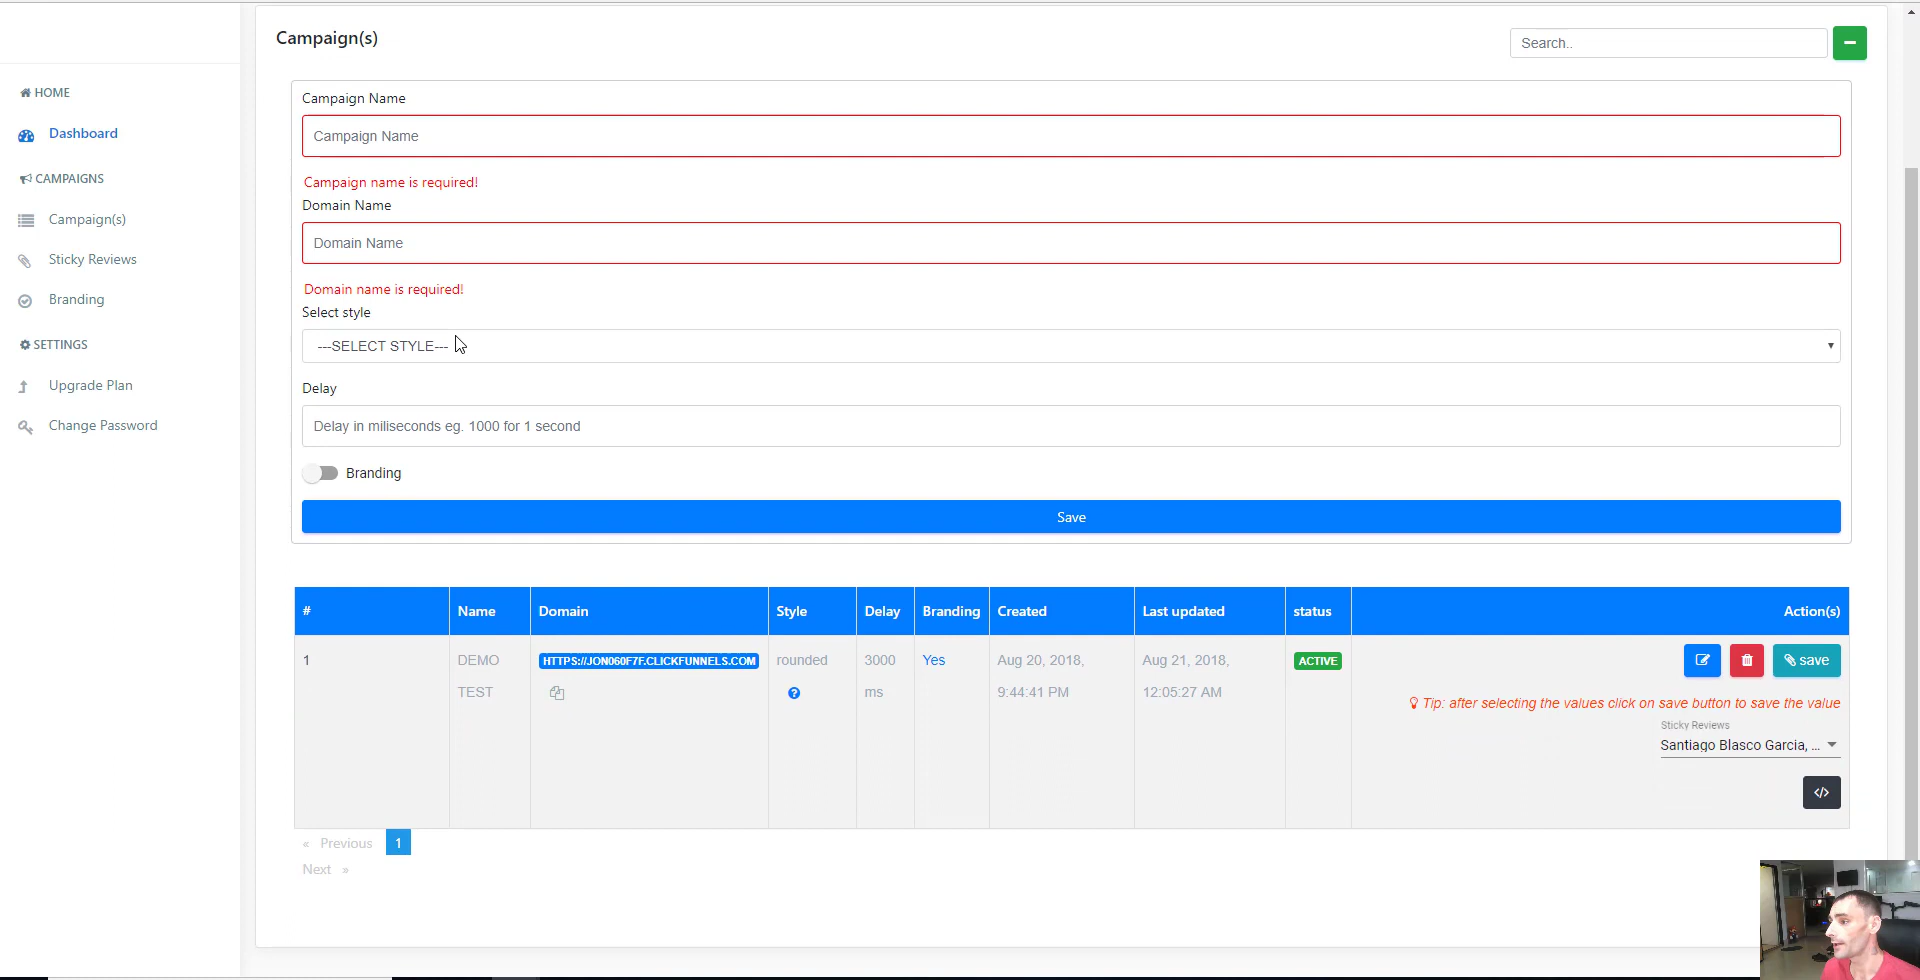 Campaign(s)
Search..
HOME
Dashboard
CAMPAIGNS
Campaign(s)
Sticky Reviews
Branding
SETTINGS
Upgrade Plan
Change Password
Campaign Name
Campaign Name
Campaign name is required!
Domain Name
Domain Name
Domain name is required!
Select style
---SELECT STYLE---
Delay
Delay in miliseconds eg. 1000 for 1 second
Branding
Save
# Name Domain Style Delay Branding Created Last updated status Action(s)
1 DEMO HTTPS://JON060F7F.CLICKFUNNELS.COM rounded 3000 Yes Aug 20, 2018, Aug 21, 2018, ACTIVE save
TEST ms 9:44:41 PM 12:05:27 AM
Tip: after selecting the values click on save button to save the value
Sticky Reviews
Santiago Blasco Garcia, ...
</>
« Previous 1
Next »